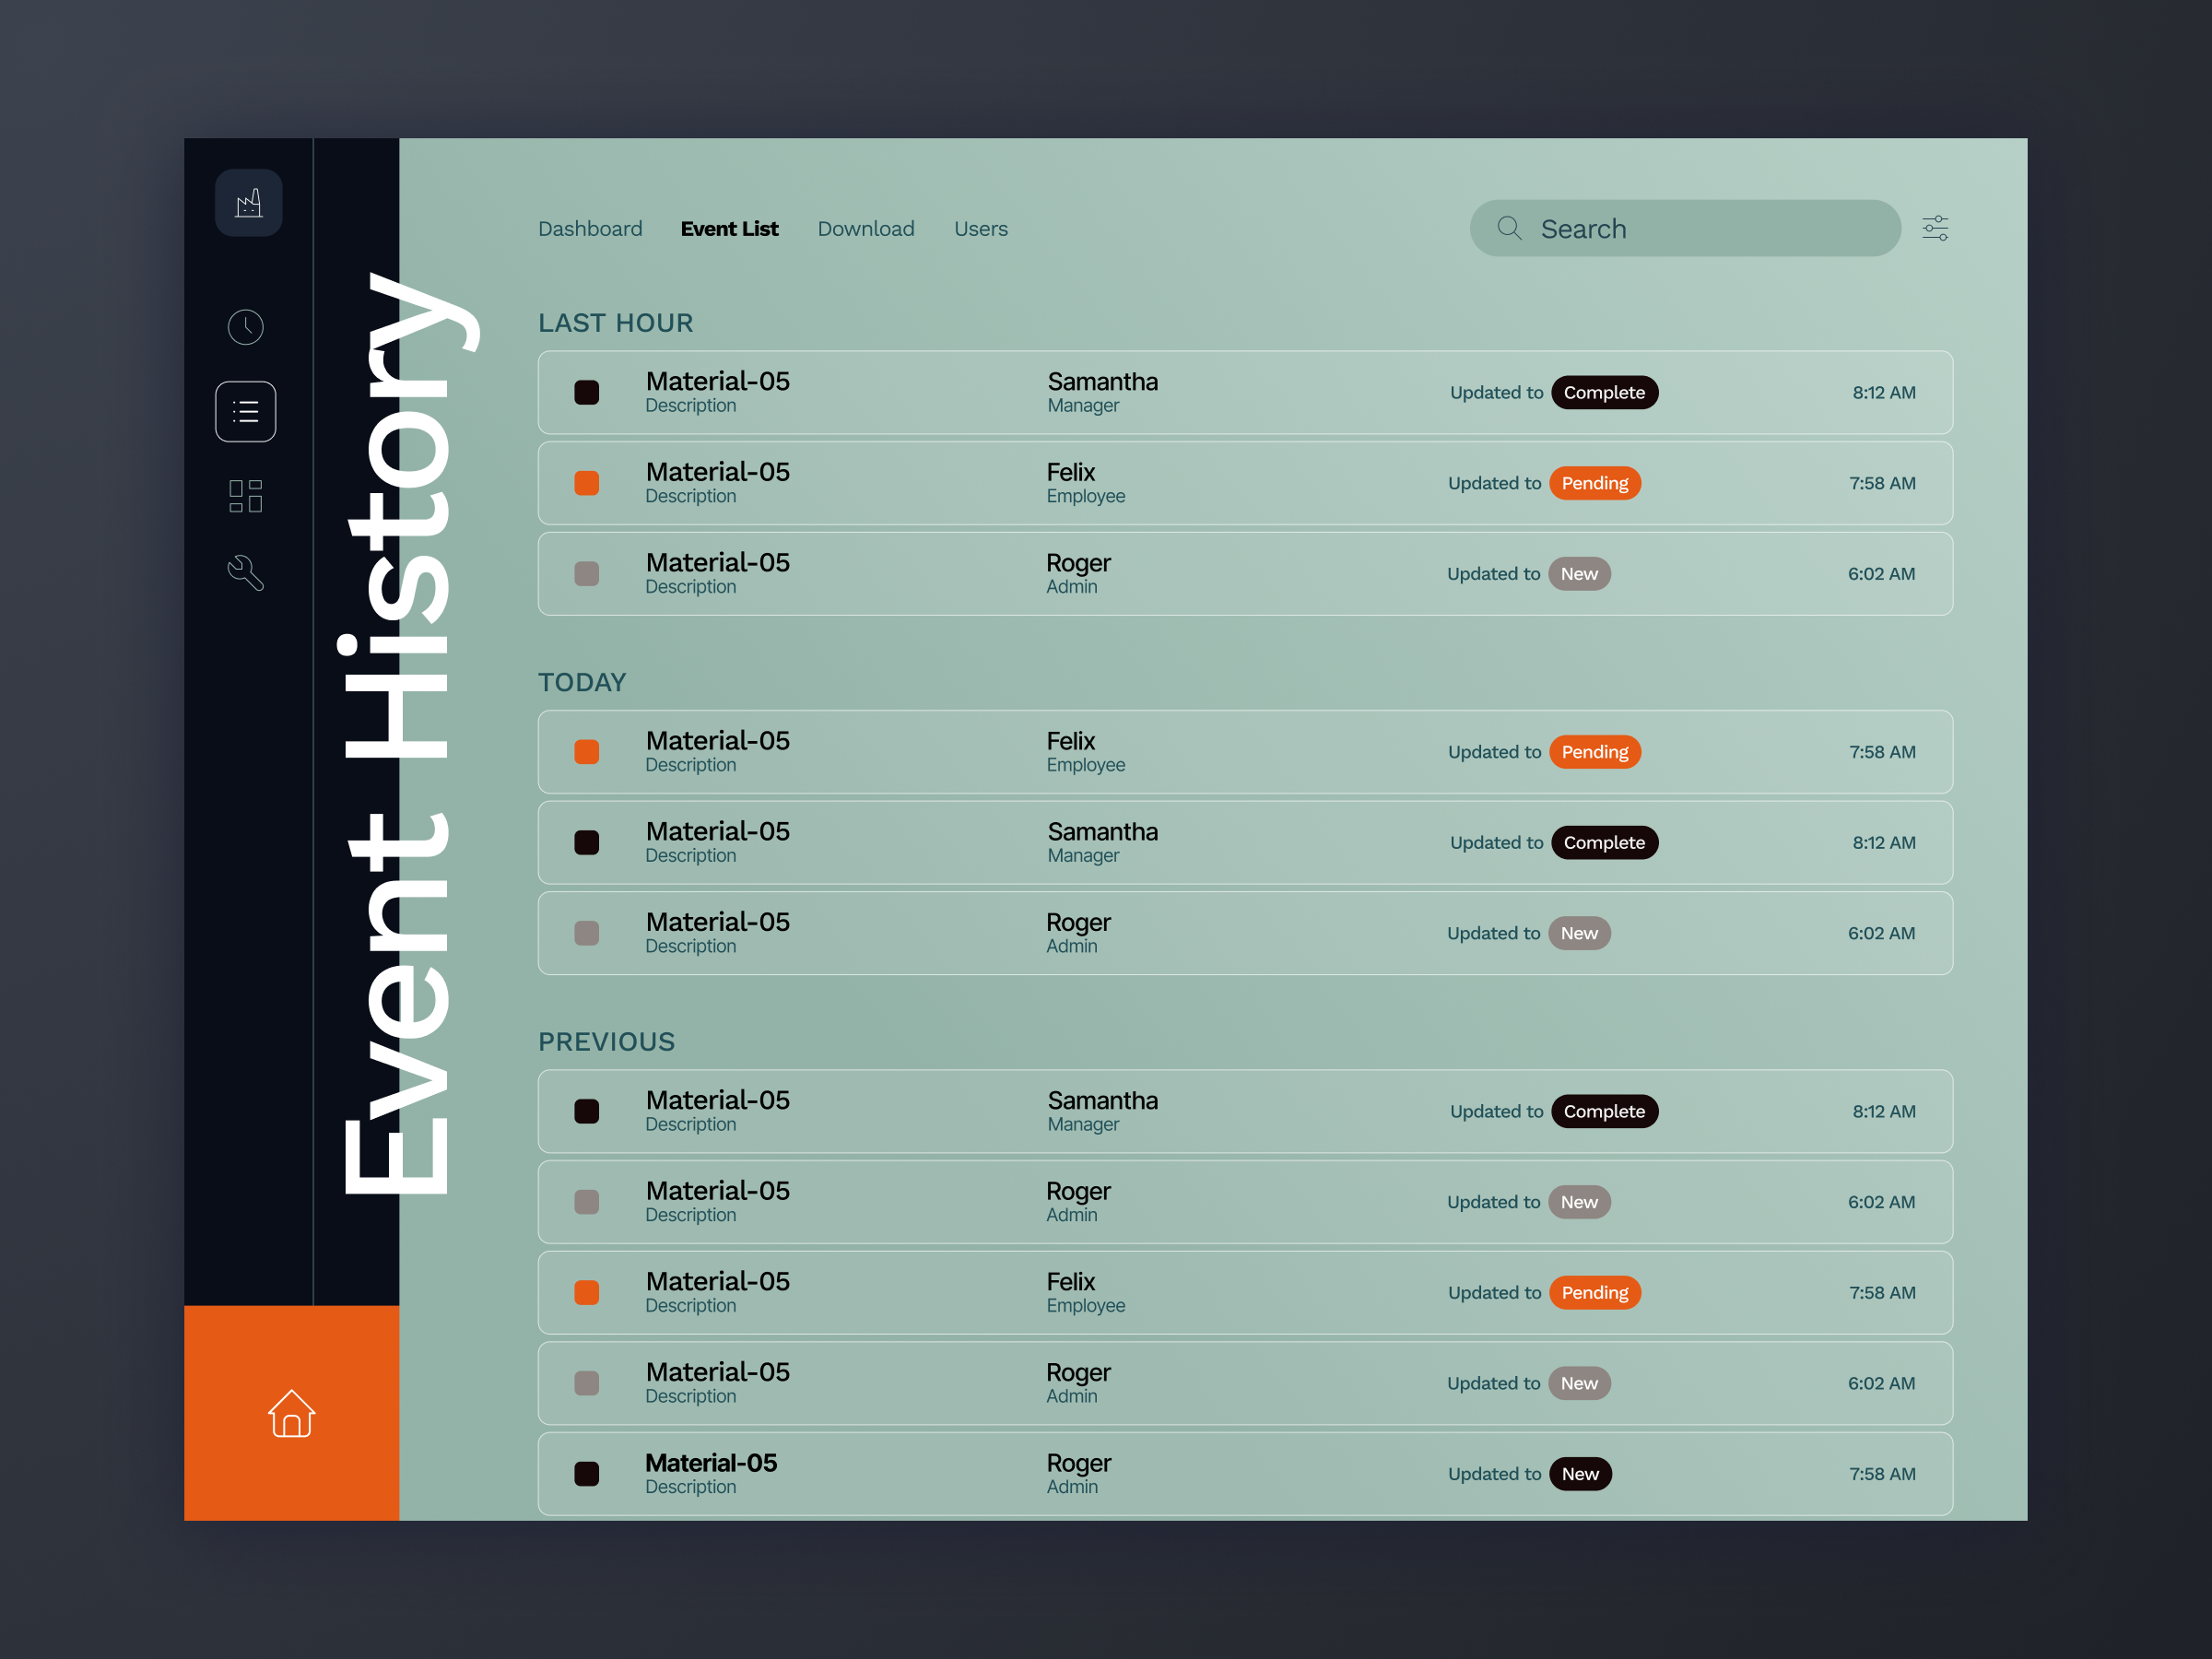 Event History
Dashboard Event List Download Users Search
LAST HOUR
Material-05 Samantha Updated to Complete 8:12 AM
Description Manager
Material-05 Felix Updated to Pending 7:58 AM
Description Employee
Material-05 Roger Updated to New 6:02 AM
Description Admin
TODAY
Material-05 Felix Updated to Pending 7:58 AM
Description Employee
Material-05 Samantha Updated to Complete 8:12 AM
Description Manager
Material-05 Roger Updated to New 6:02 AM
Description Admin
PREVIOUS
Material-05 Samantha Updated to Complete 8:12 AM
Description Manager
Material-05 Roger Updated to New 6:02 AM
Description Admin
Material-05 Felix Updated to Pending 7:58 AM
Description Employee
Material-05 Roger Updated to New 6:02 AM
Description Admin
Material-05 Roger Updated to New 7:58 AM
Description Admin